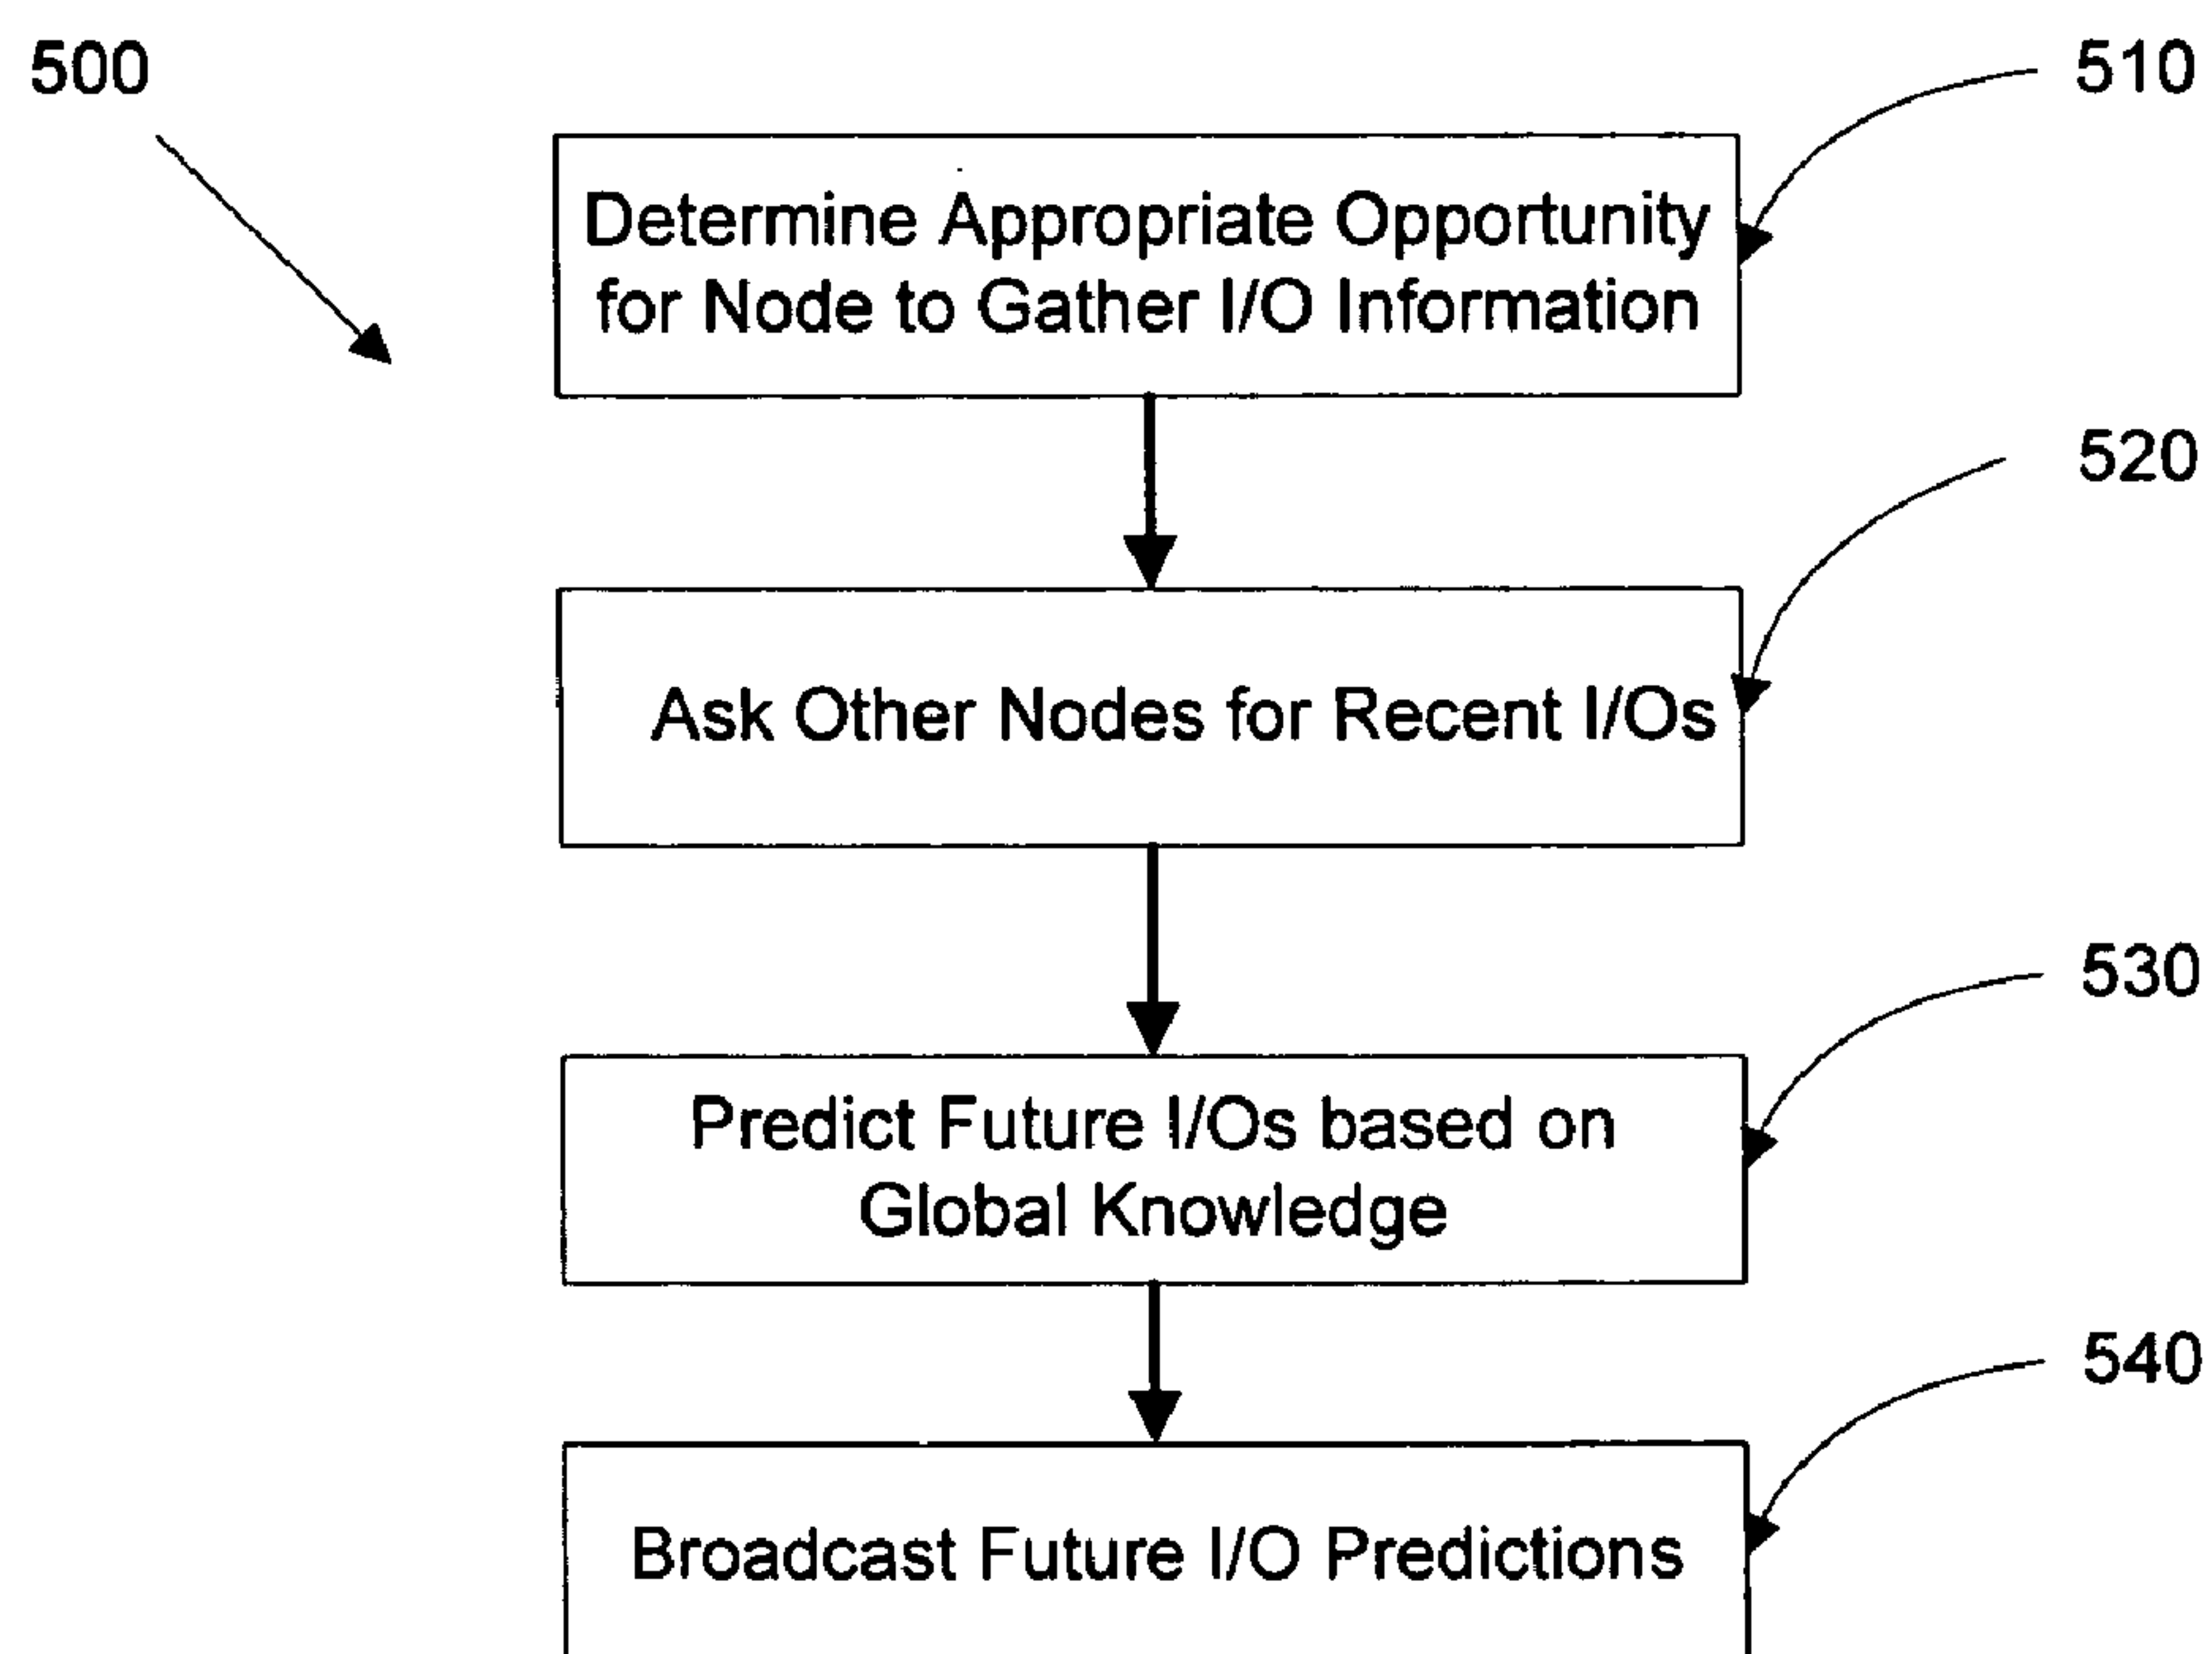 500
510
Determine Appropriate Opportunity
for Node to Gather I/O Information
520
Ask Other Nodes for Recent I/Os
530
Predict Future I/Os based on
Global Knowledge
540
Broadcast Future I/O Predictions